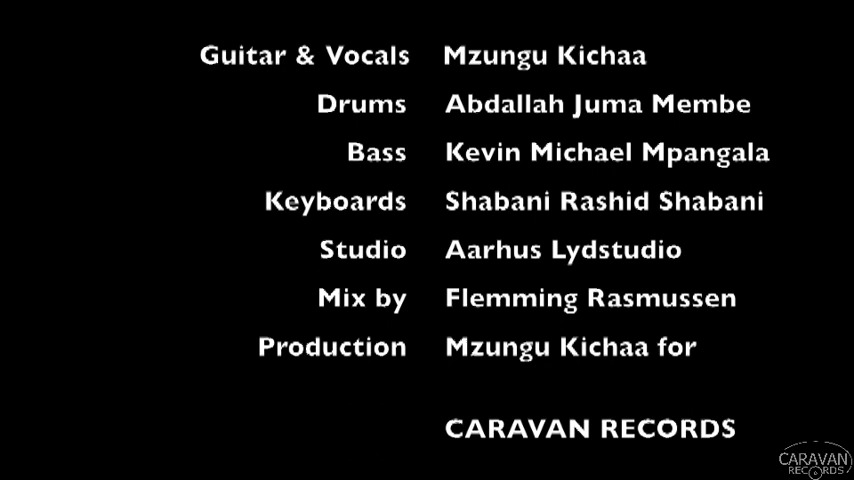 Guitar & Vocals Mzungu Kichaa
Drums Abdallah Juma Membe
Bass Kevin Michael Mpangala
Keyboards Shabani Rashid Shabani
Studio Aarhus Lydstudio
Mix by Flemming Rasmussen
Production Mzungu Kichaa for
CARAVAN RECORDS
CARAVAN
RECORDS